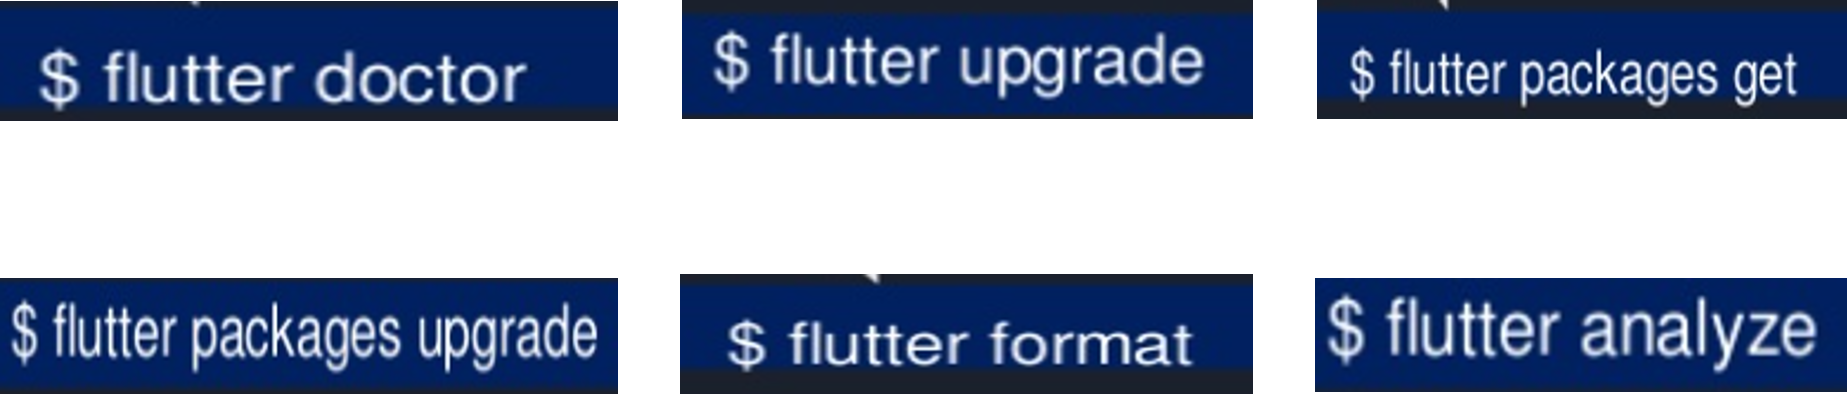 $ flutter doctor
$ flutter upgrade
$ flutter packages get
$ flutter packages upgrade
$ flutter format
$ flutter analyze